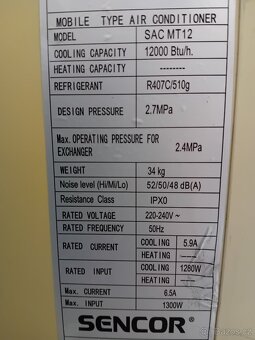 MOBILE TYPE AIR CONDITIONER
MODEL SAC MT12
COOLING CAPACITY 12000 Btu/h.
HEATING CAPACITY --------
REFRIGERANT R407C/510g
DESIGN PRESSURE 2.7MPa
Max. OPERATING PRESSURE FOR EXCHANGER 2.4MPa
WEIGHT 34 kg
Noise level (Hi/Mi/Lo) 52/50/48 dB(A)
Resistance Class IPX0
RATED VOLTAGE 220-240V~
RATED FREQUENCY 50Hz
RATED CURRENT COOLING 5.9A
HEATING ----
RATED INPUT COOLING 1280W
HEATING ----
Max. CURRENT 6.5A
Max. INPUT 1300W
SENCOR®